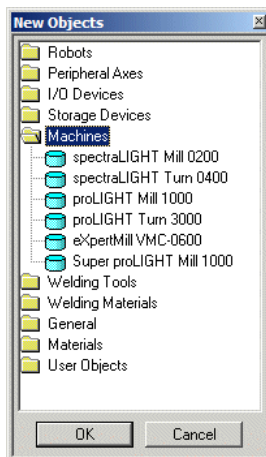 New Objects
Robots
Peripheral Axes
I/O Devices
Storage Devices
Machines
spectraLIGHT Mill 0200
spectraLIGHT Turn 0400
proLIGHT Mill 1000
proLIGHT Turn 3000
eXpertMill VMC-0600
Super proLIGHT Mill 1000
Welding Tools
Welding Materials
General
Materials
User Objects
OK Cancel